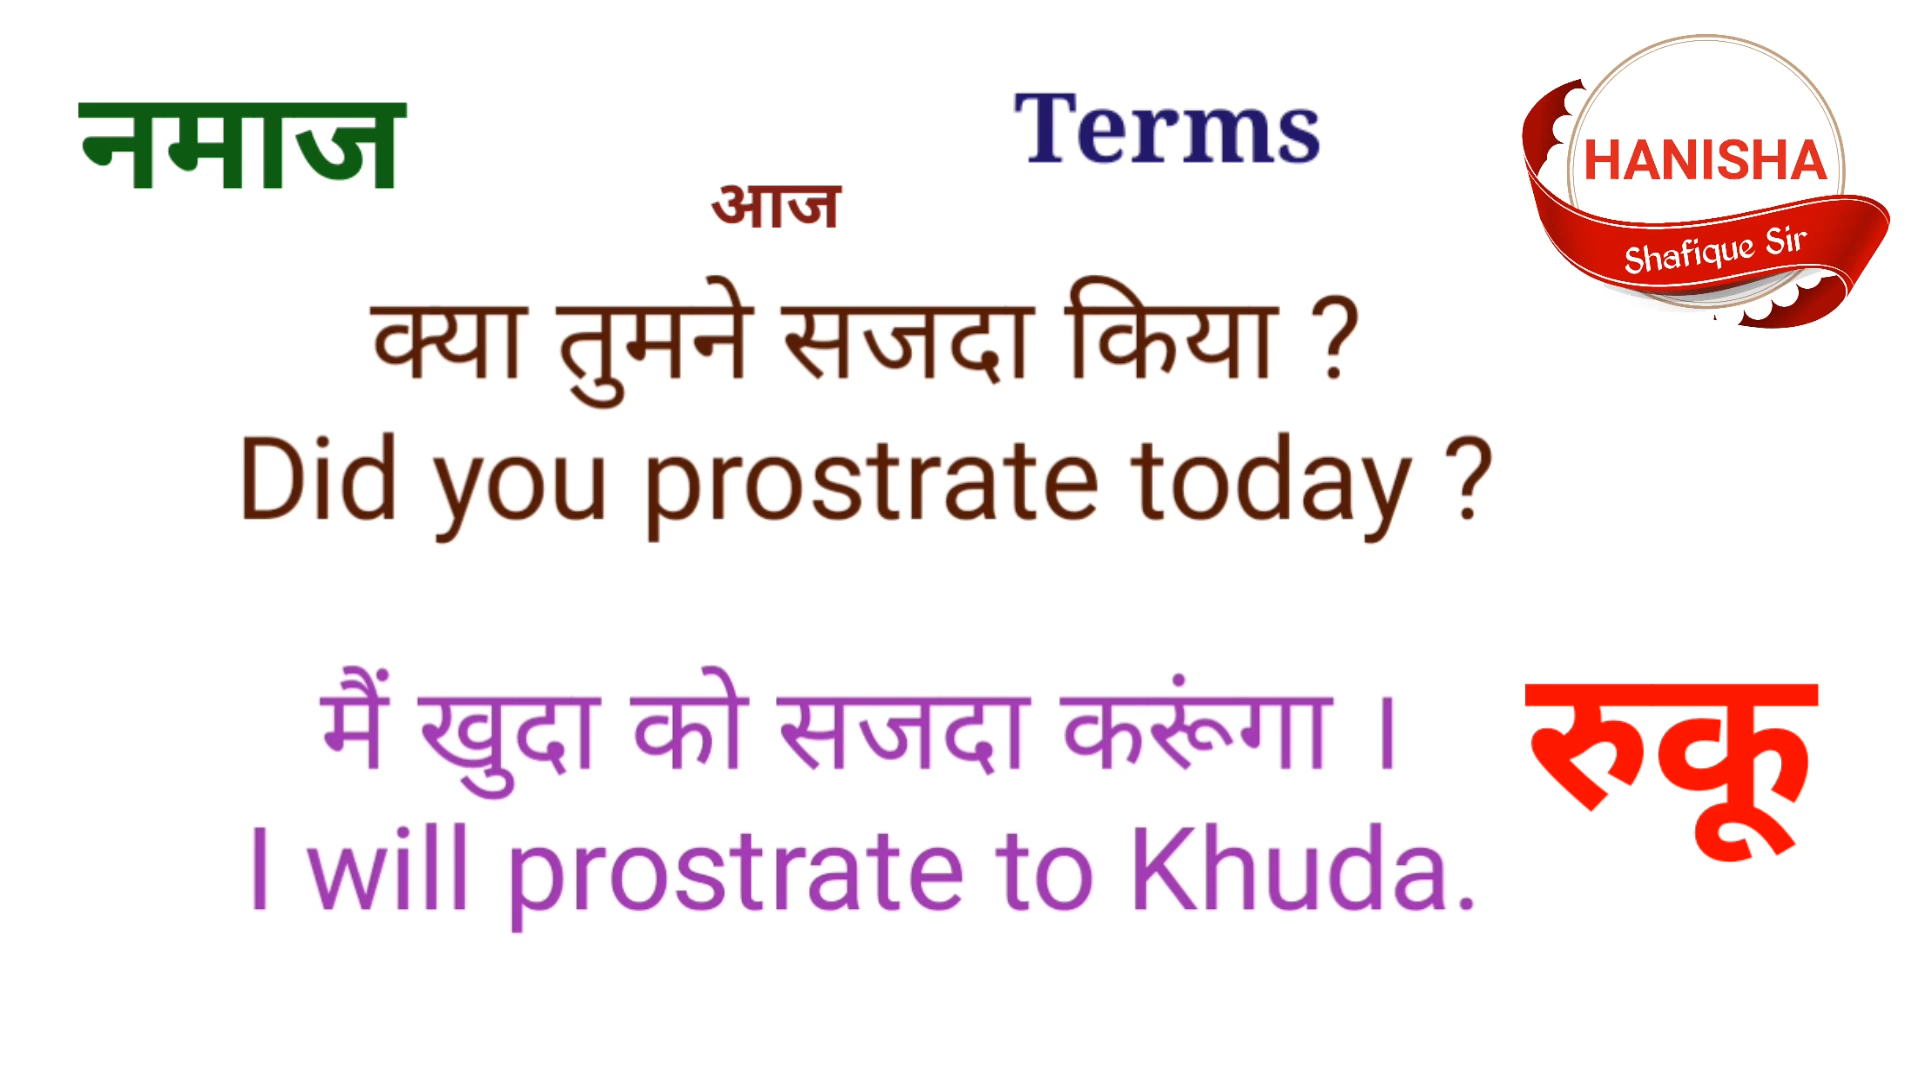 नमाज
Terms
HANISHA
Shafique Sir
आज
क्या तुमने सजदा किया ?
Did you prostrate today ?
मैं खुदा को सजदा करूंगा ।
रुकू
I will prostrate to Khuda.